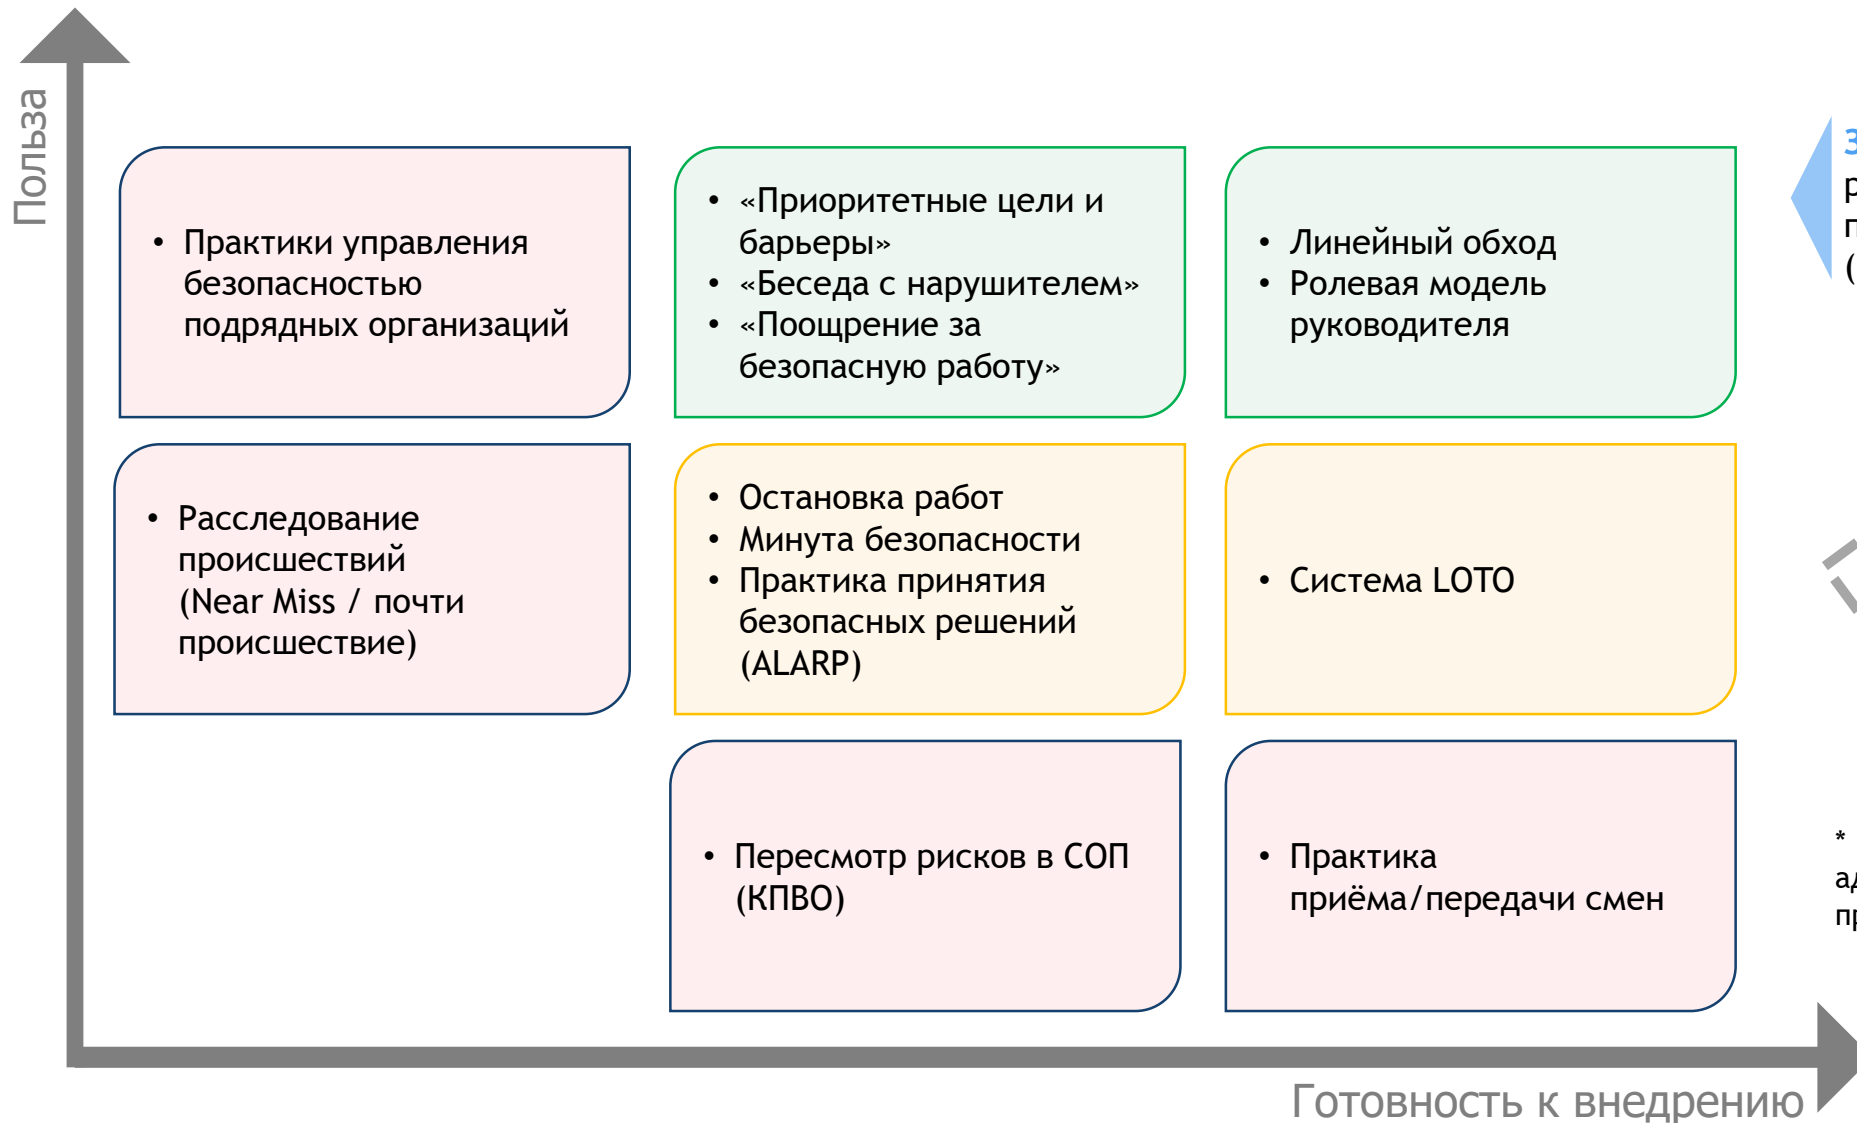 Польза
• Практики управления
безопасностью
подрядных организаций
• «Приоритетные цели и
барьеры»
• «Беседа с нарушителем»
• «Поощрение за
безопасную работу»
• Линейный обход
• Ролевая модель
руководителя
• Расследование
происшествий
(Near Miss / почти
происшествие)
• Остановка работ
• Минута безопасности
• Практика принятия
безопасных решений
(ALARP)
• Система LOTO
• Пересмотр рисков в СОП
(КПВО)
• Практика
приёма/передачи смен
*
Готовность к внедрению